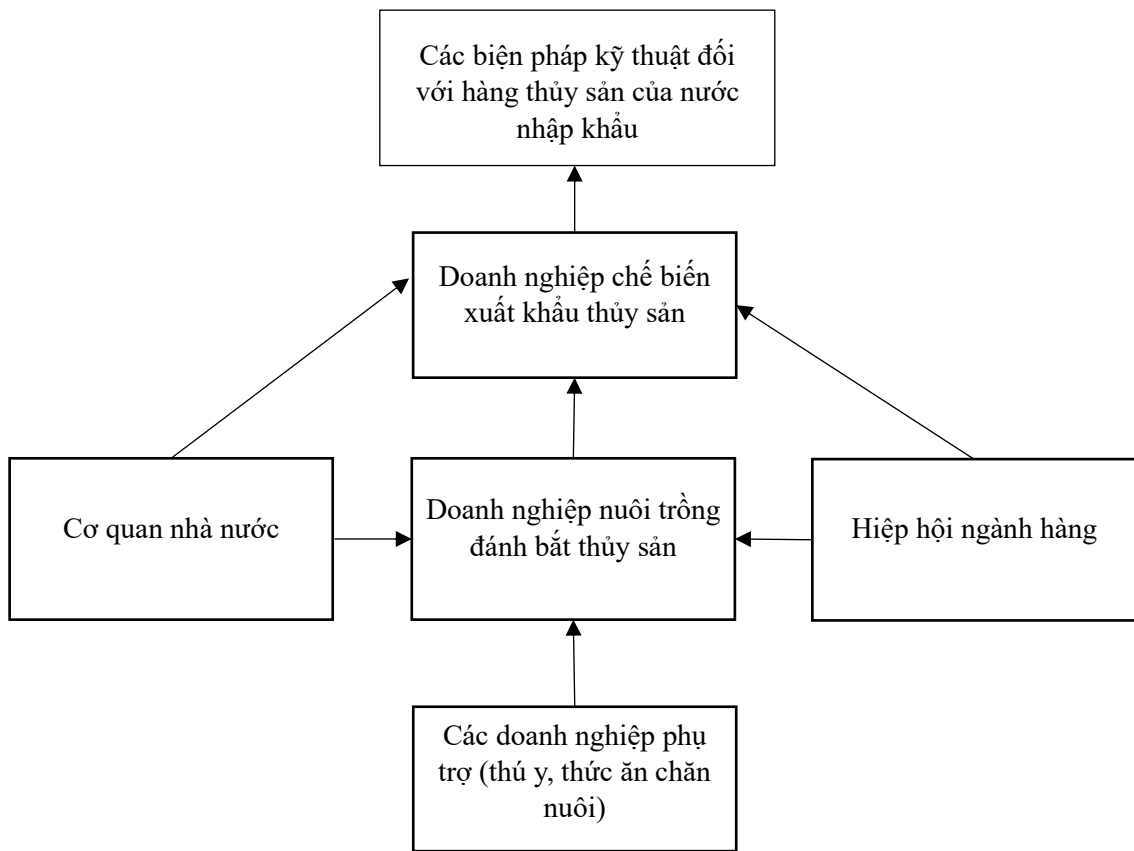 Các biện pháp kỹ thuật đối
với hàng thủy sản của nước
nhập khẩu
Doanh nghiệp chế biến
xuất khẩu thủy sản
Cơ quan nhà nước
Doanh nghiệp nuôi trồng
đánh bắt thủy sản
Hiệp hội ngành hàng
Các doanh nghiệp phụ
trợ (thú y, thức ăn chăn
nuôi)